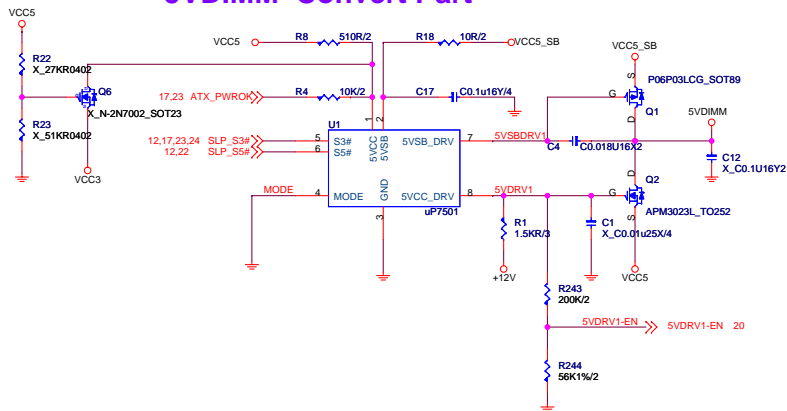 5VDIMM Convert Part
VCC5
R22
X_27KR0402
R23
X_51KR0402
Q6
X_N-2N7002_SOT23
VCC3
VCC5
R8
510R/2
R18
10R/2
VCC5_SB
17,23 ATX_PWROK
R4
10K/2
C17
C0.1u16Y/4
U1
1
2
12,17,23,24 SLP_S3#
5
S3#
12,22 SLP_S5#
6
S5#
5VCC
5VSB
5VSB_DRV
7
5VSBDRV1
MODE
4
MODE
GND
3
5VCC_DRV
8
5VDRV1
uP7501
C4
C0.018U16X2
VCC5_SB
S
P06P03LCG_SOT89
G
Q1
D
5VDIMM
C12
X_C0.1U16Y2
D
Q2
G
APM3023L_TO252
S
VCC5
R1
1.5KR/3
+12V
C1
X_C0.01u25X/4
R243
200K/2
5VDRV1-EN
5VDRV1-EN 20
R244
56K1%/2